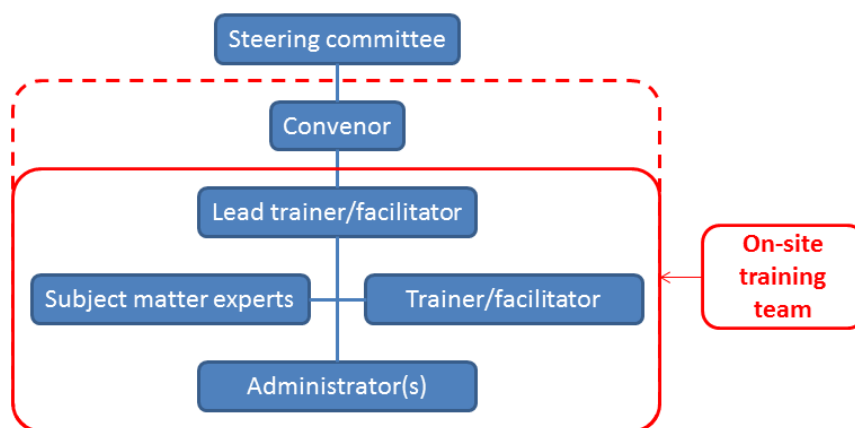 Steering committee
Convenor
Lead trainer/facilitator
Subject matter experts
Trainer/facilitator
Administrator(s)
On-site
training
team